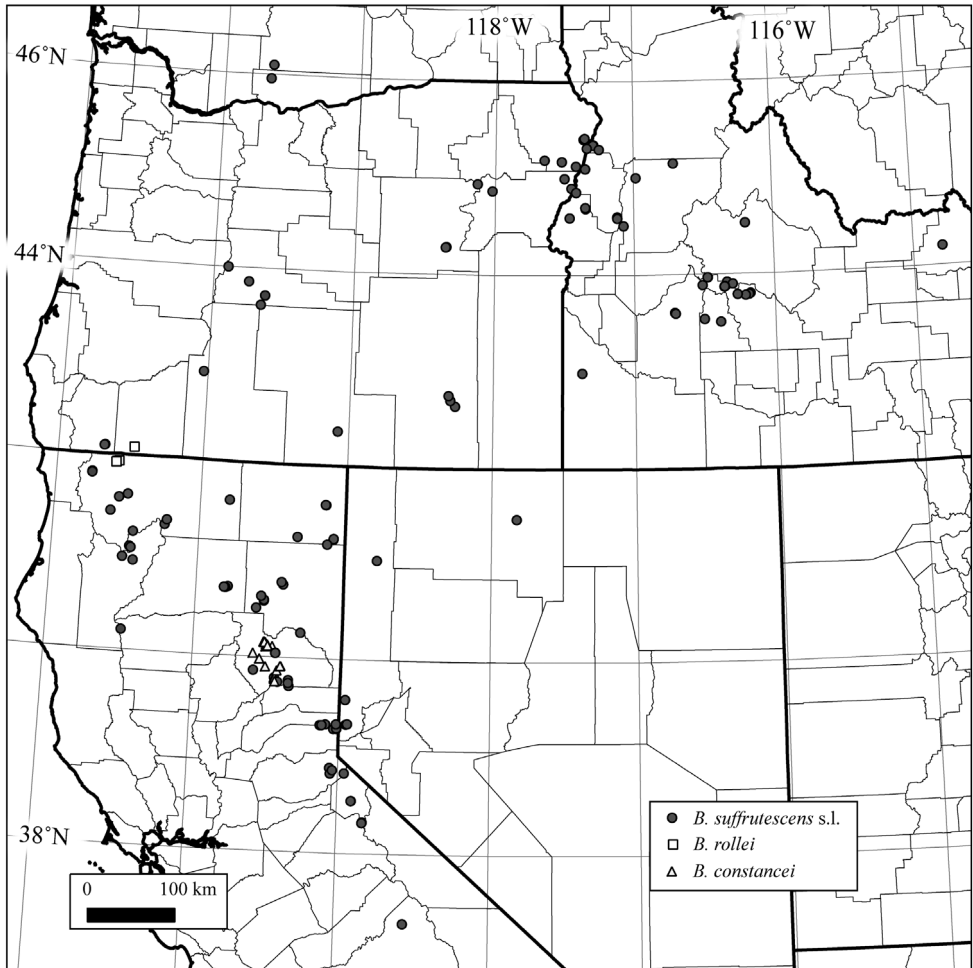 118˚W
116˚W
46˚N
44˚N
38˚N
B. suffrutescens s.l.
B. rollei
B. constancei
0 100 km